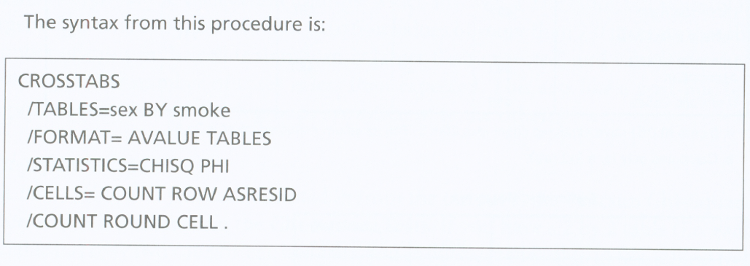 The syntax from this procedure is:
CROSSTABS
/TABLES=sex BY smoke
/FORMAT= AVALUE TABLES
/STATISTICS=CHISQ PHI
/CELLS= COUNT ROW ASRESID
/COUNT ROUND CELL .